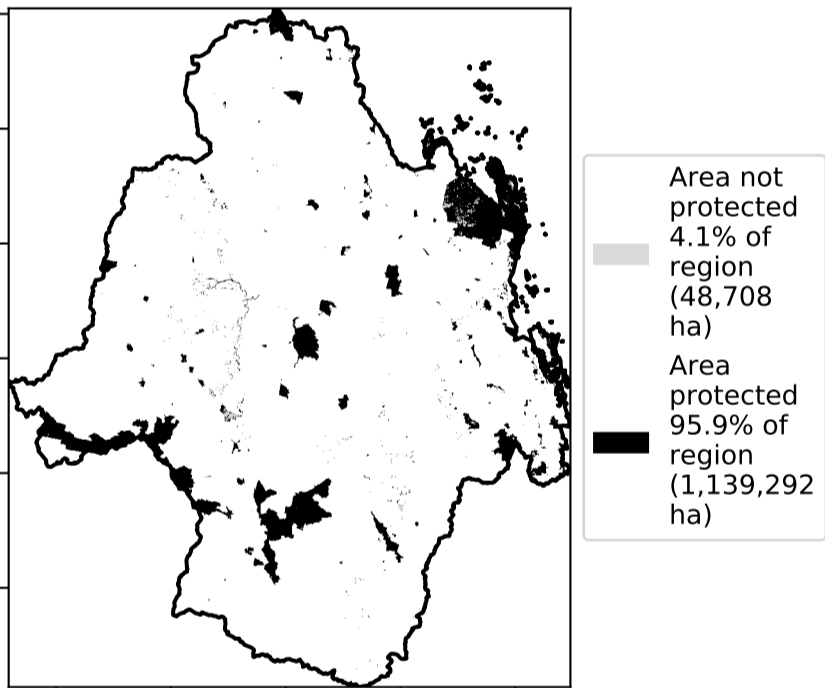 Area not
protected
4.1% of
region
(48,708
ha)
Area
protected
95.9% of
region
(1,139,292
ha)